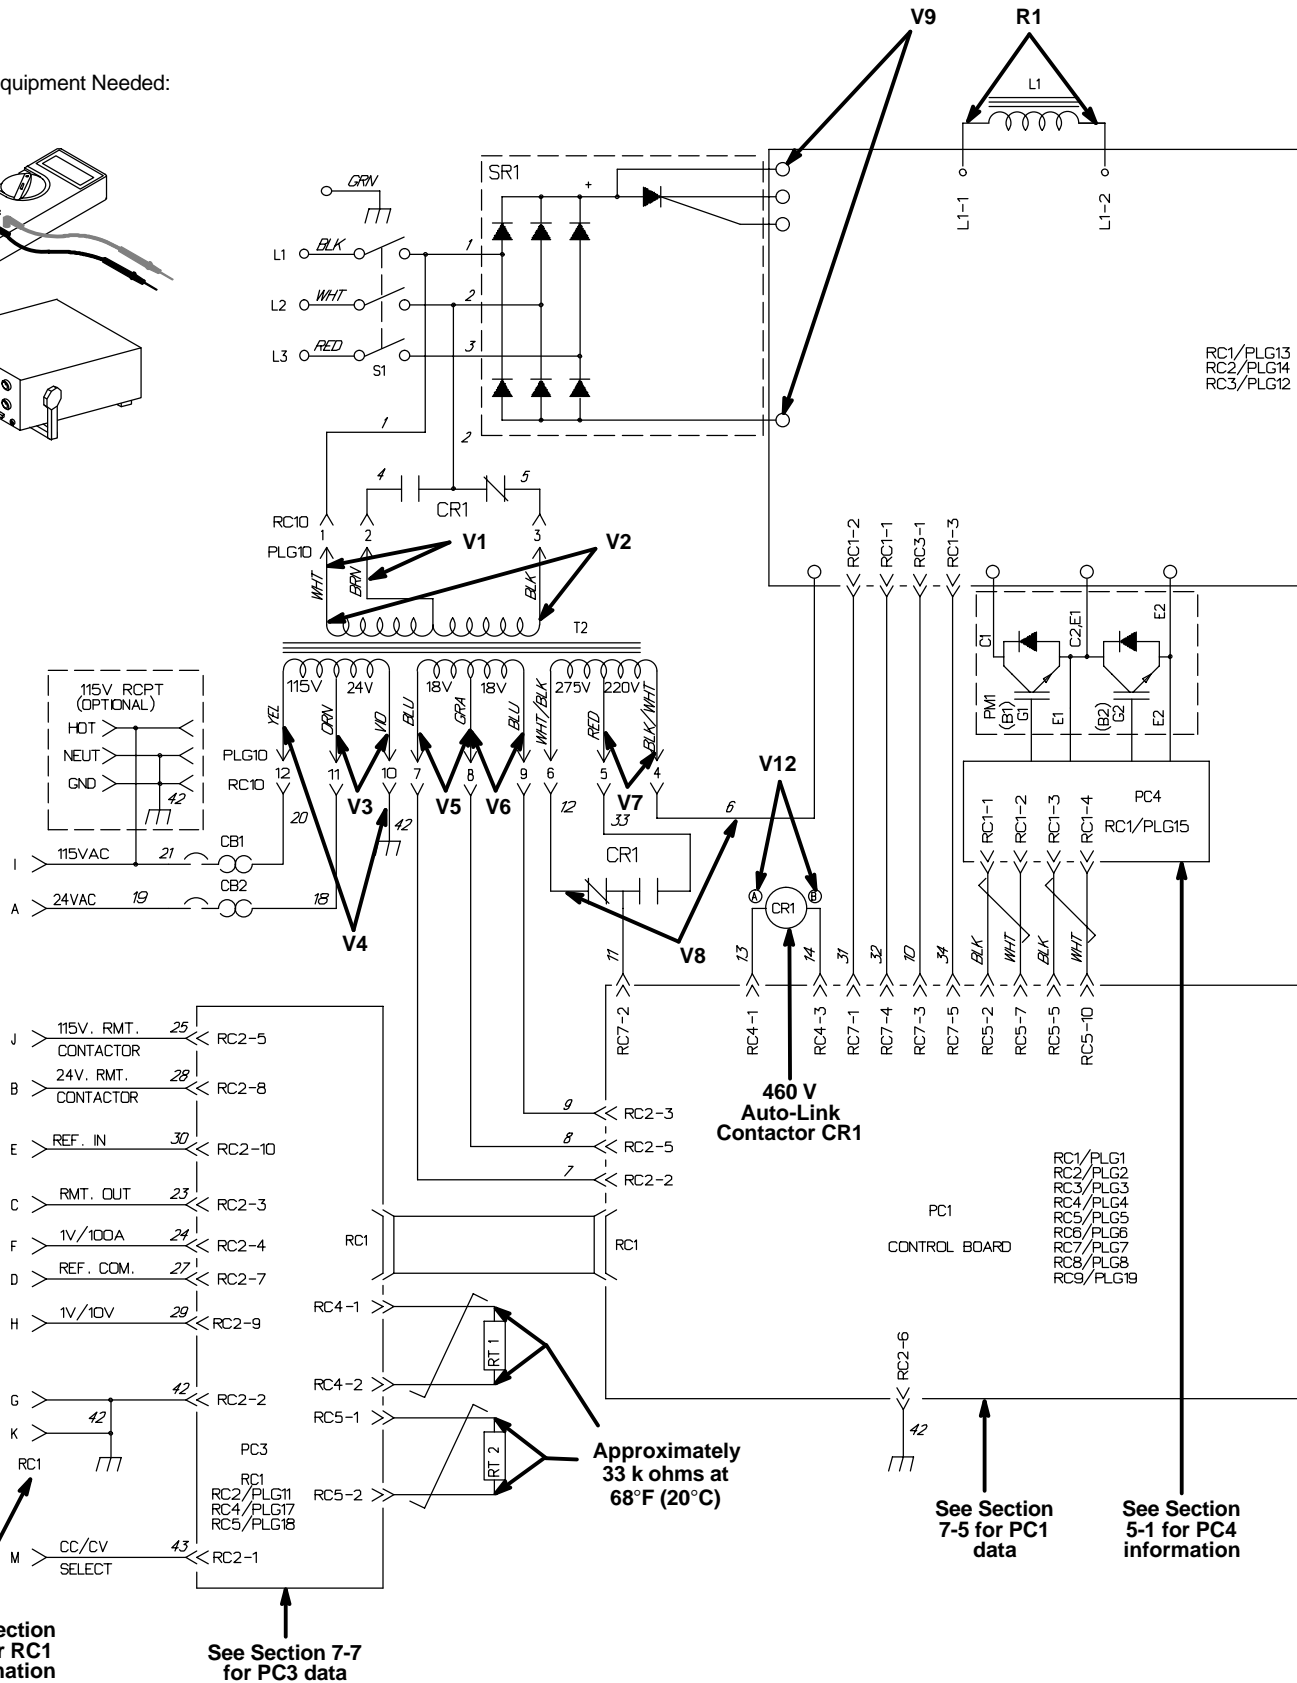 V9
R1
quipment Needed:
L1
SR1
+
GRN
L1
BLK
1
L2
WHT
2
L3
RED
3
S1
L1-1
L1-2
RC1/PLG13
RC2/PLG14
RC3/PLG12
1
2
4
5
CR1
RC10
1
2
3
PLG10
V1
V2
WHT
BRN
BLK
T2
RC1-2
RC1-1
RC3-1
RC1-3
C1
C2,E1
E2
PM1
(B1)
G1
E1
(B2)
G2
E2
115V RCPT
(OPTIONAL)
HOT
NEUT
GND
42
115V
24V
18V
18V
275V
220V
YEL
ORN
VIO
BLU
GRA
BLU
WHT/BLK
RED
BLK/WHT
PLG10
12
11
10
7
8
9
6
5
4
RC10
V3
V5
V6
V7
V12
20
42
12
33
6
PC4
RC1/PLG15
RC1-1
RC1-2
RC1-3
RC1-4
I
115VAC
21
CB1
CR1
A
24VAC
19
CB2
18
A
CR1
B
V4
V8
11
13
14
31
32
10
34
BLK
WHT
BLK
WHT
RC7-2
RC4-1
RC4-3
RC7-1
RC7-4
RC7-3
RC7-5
RC5-2
RC5-7
RC5-5
RC5-10
J
115V. RMT.
CONTACTOR
25
RC2-5
B
24V. RMT.
CONTACTOR
28
RC2-8
460 V
Auto-Link
Contactor CR1
9
RC2-3
8
RC2-5
7
RC2-2
E
REF. IN
30
RC2-10
C
RMT. OUT
23
RC2-3
F
1V/100A
24
RC2-4
D
REF. COM.
27
RC2-7
H
1V/10V
29
RC2-9
RC1
RC1
PC1
CONTROL BOARD
RC1/PLG1
RC2/PLG2
RC3/PLG3
RC4/PLG4
RC5/PLG5
RC6/PLG6
RC7/PLG7
RC8/PLG8
RC9/PLG19
RC4-1
RT 1
RC4-2
RC5-1
RT 2
RC5-2
RC2-6
42
G
42
RC2-2
K
42
RC1
PC3
RC1
RC2/PLG11
RC4/PLG17
RC5/PLG18
Approximately
33 k ohms at
68°F (20°C)
See Section
7-5 for PC1
data
See Section
5-1 for PC4
information
M
CC/CV
SELECT
43
RC2-1
ection
r RC1
nation
See Section 7-7
for PC3 data